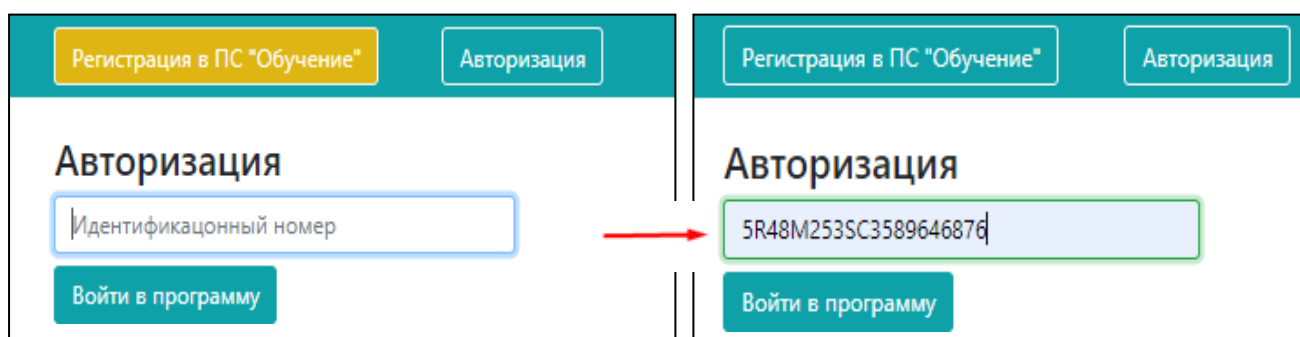 Регистрация в ПС "Обучение" Авторизация
Авторизация
Идентификацонный номер
Войти в программу
Регистрация в ПС "Обучение" Авторизация
Авторизация
5R48M253SC3589646876
Войти в программу